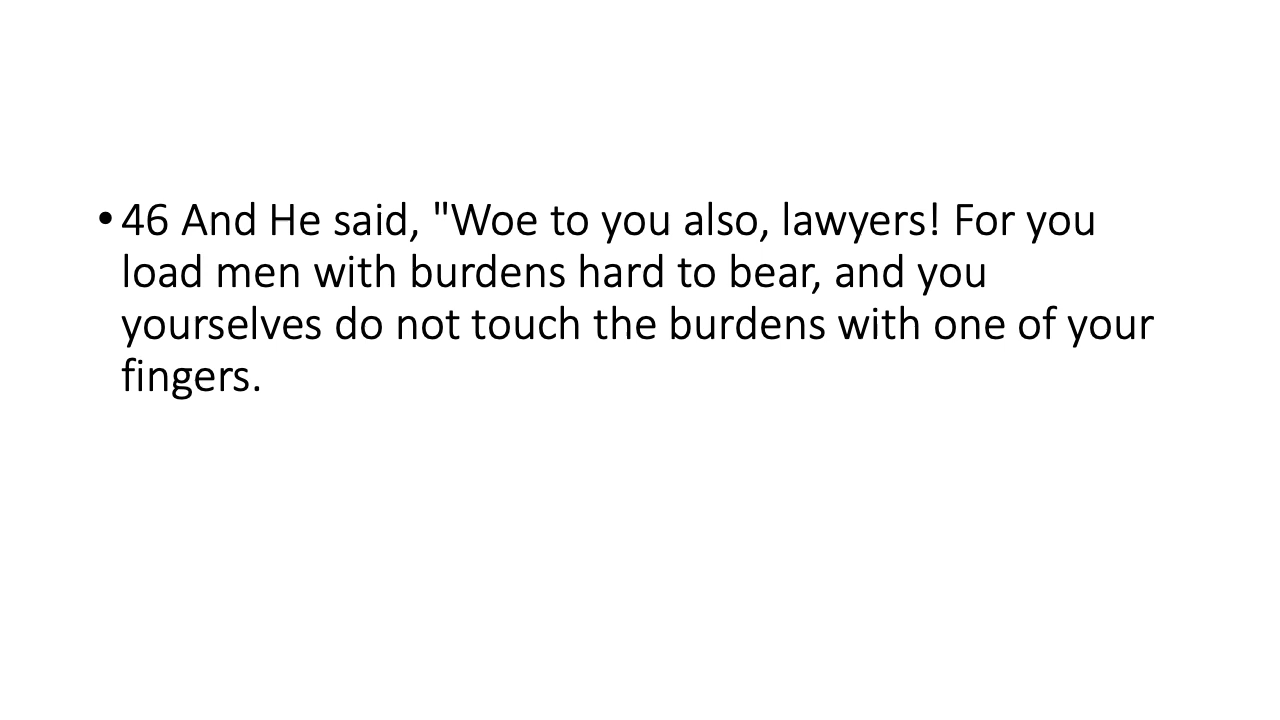 •46 And He said, "Woe to you also, lawyers! For you
load men with burdens hard to bear, and you
yourselves do not touch the burdens with one of your
fingers.